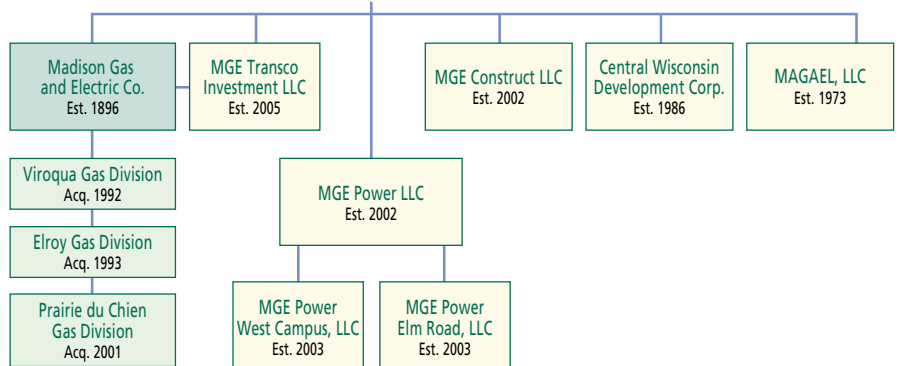 Madison Gas
and Electric Co.
Est. 1896
MGE Transco
Investment LLC
Est. 2005
MGE Construct LLC
Est. 2002
Central Wisconsin
Development Corp.
Est. 1986
MAGAEL, LLC
Est. 1973
Viroqua Gas Division
Acq. 1992
Elroy Gas Division
Acq. 1993
Prairie du Chien
Gas Division
Acq. 2001
MGE Power LLC
Est. 2002
MGE Power
West Campus, LLC
Est. 2003
MGE Power
Elm Road, LLC
Est. 2003